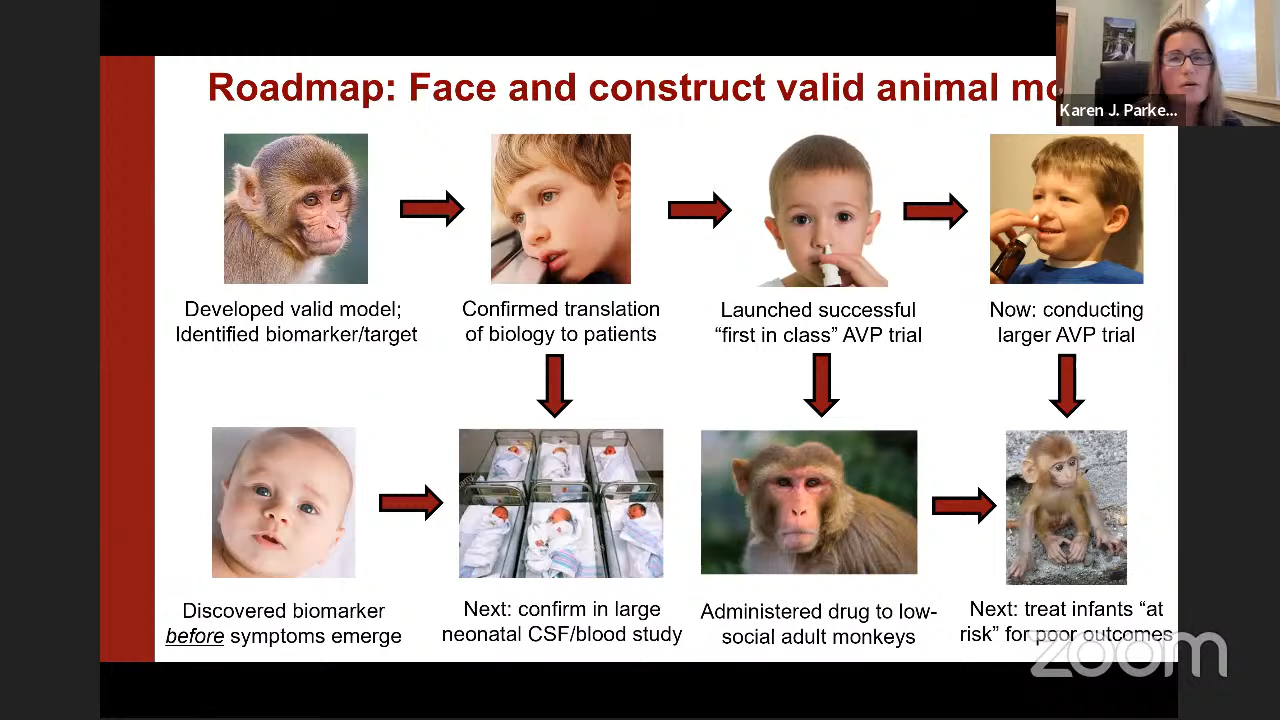 Roadmap: Face and construct valid animal
Karen J. Parke...
Developed valid model;
Identified biomarker/target
Confirmed translation
of biology to patients
Launched successful
“first in class” AVP trial
Now: conducting
larger AVP trial
Discovered biomarker
before symptoms emerge
Next: confirm in large
neonatal CSF/blood study
Administered drug to low-
social adult monkeys
Next: treat infants “at
risk” for poor outcomes
zoom